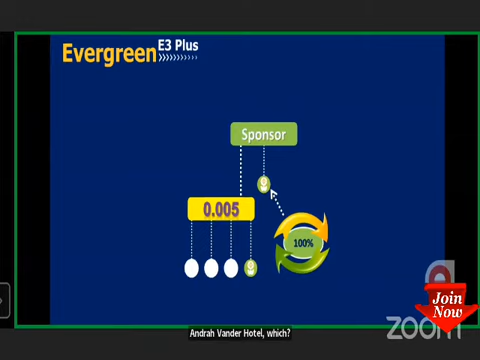 Evergreen E3 Plus
Sponsor
0.005
100%
Join
Now
zoom
Andrah Vander Hotel, which?